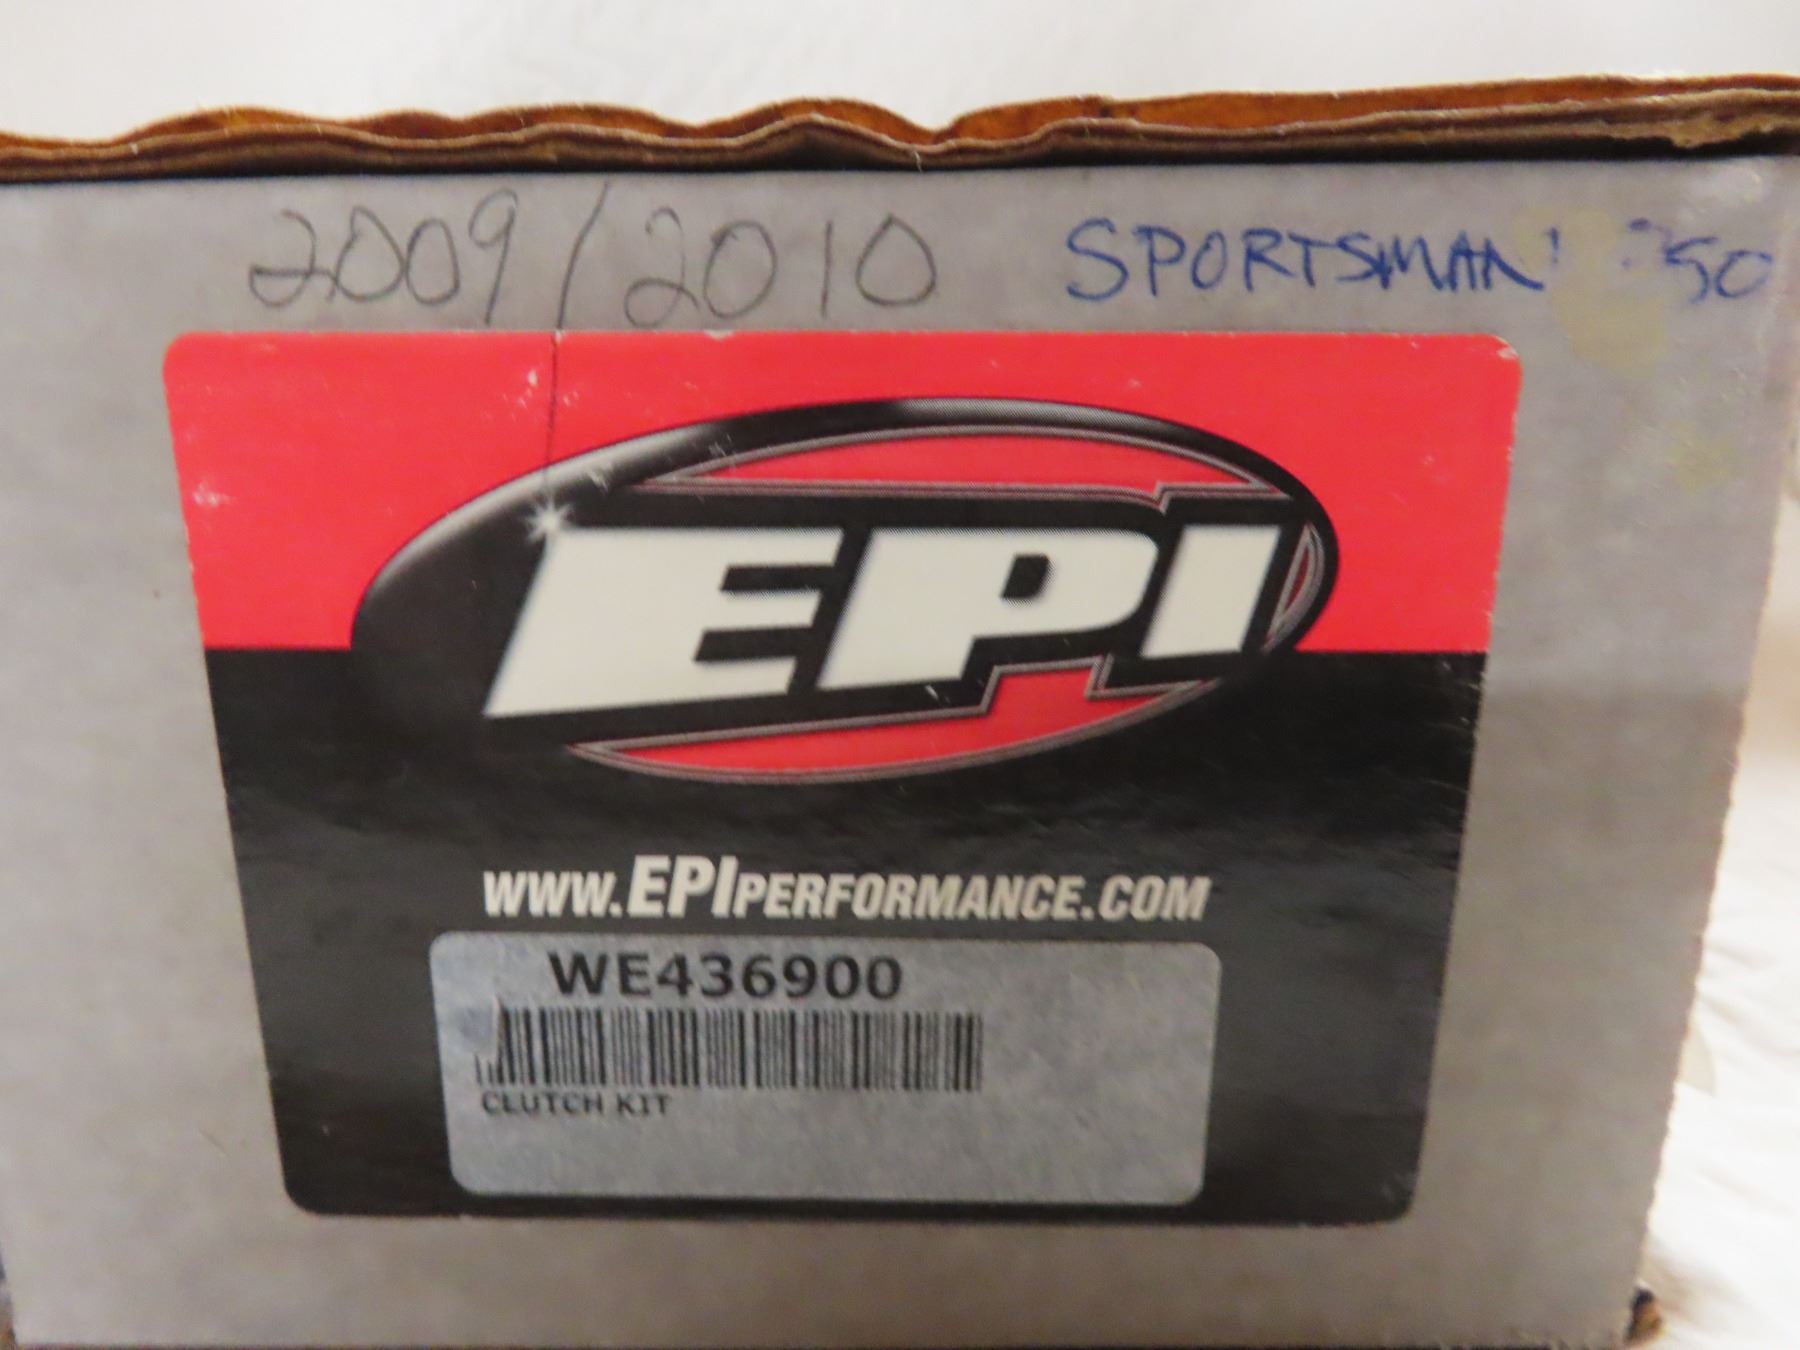 2009/2010 SPORTSMAN
EPI
WWW.EPIPERFORMANCE.COM
WE436900
CLUTCH KIT